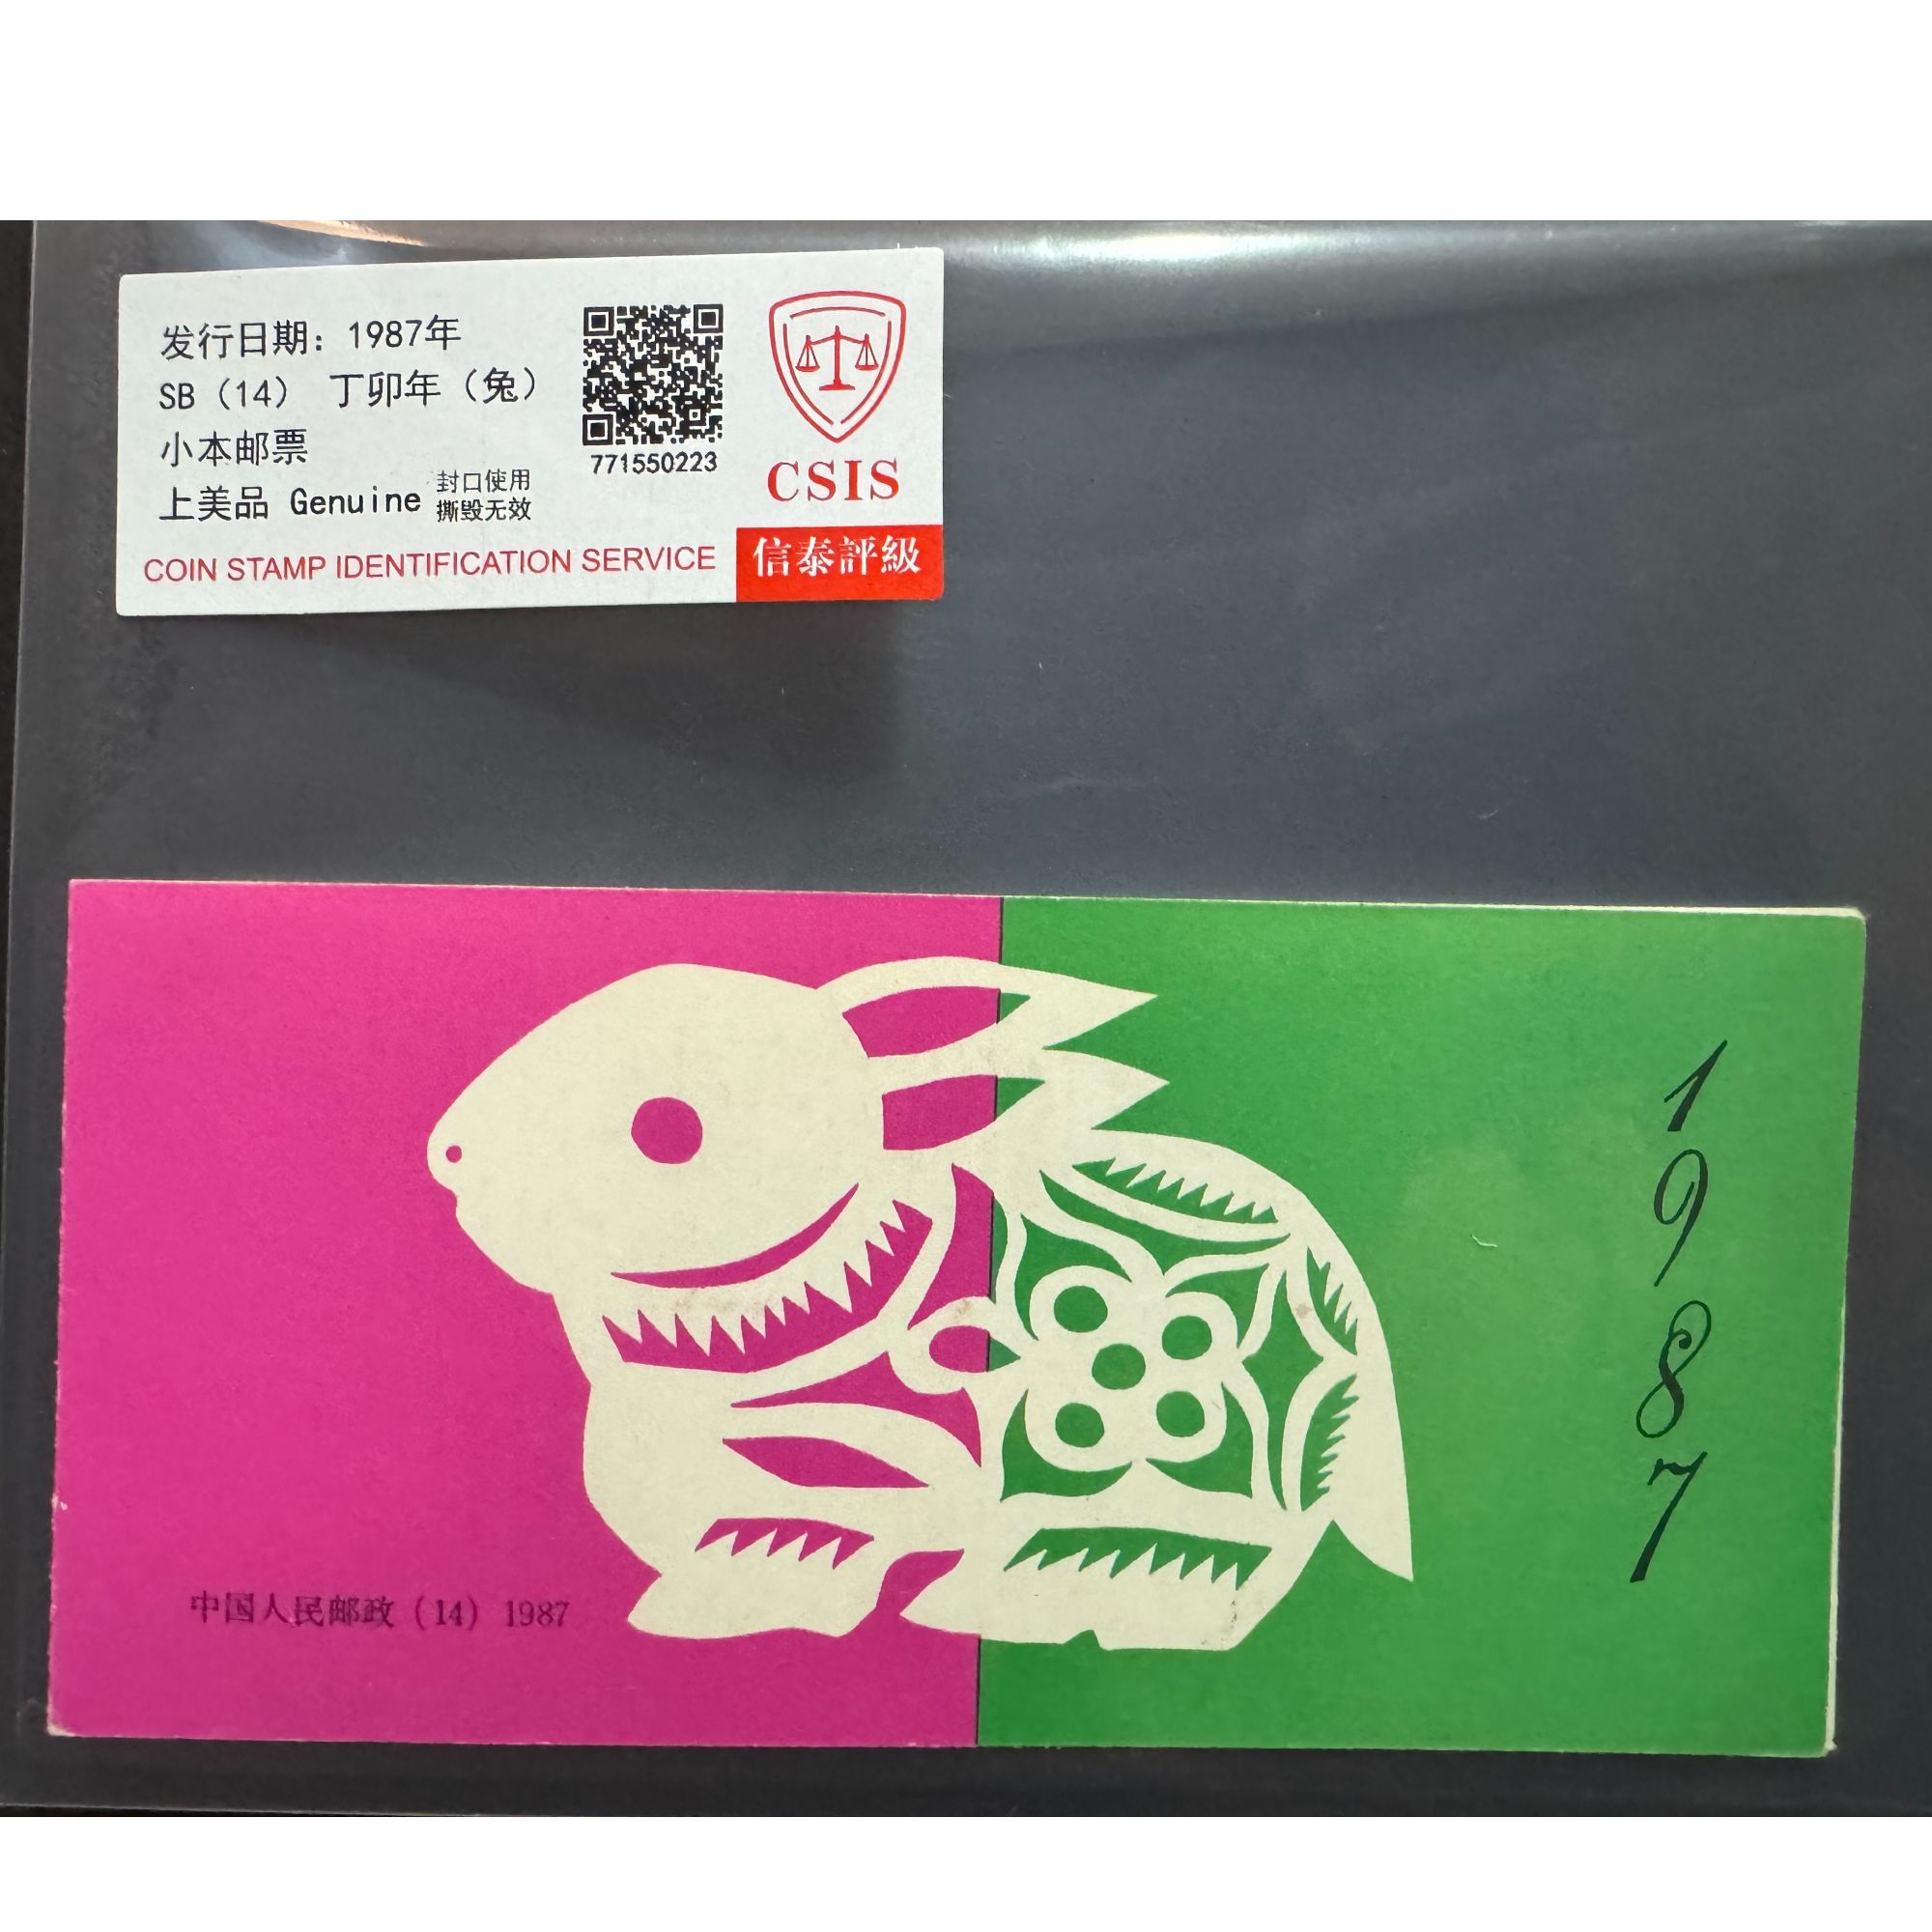 发行日期：1987年
SB（14） 丁卯年（兔）
小本邮票
上美品 Genuine 封口使用
撕毁无效
COIN STAMP IDENTIFICATION SERVICE
771550223
CSIS
信泰評級
1987
中国人民邮政（14）1987